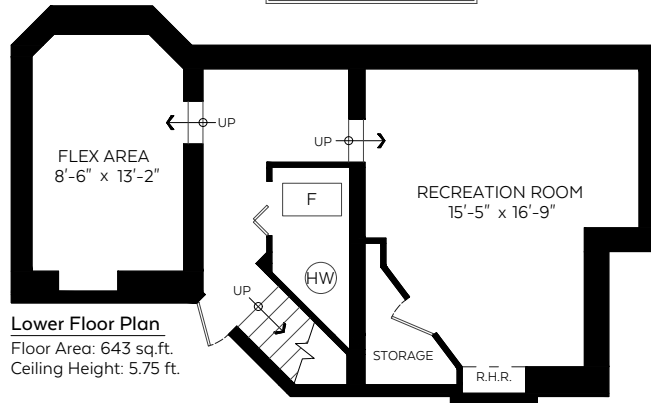 UP
UP
FLEX AREA
8'-6" x 13'-2"
F
RECREATION ROOM
15'-5" x 16'-9"
HW
UP
Lower Floor Plan
Floor Area: 643 sq.ft.
Ceiling Height: 5.75 ft.
STORAGE
R.H.R.